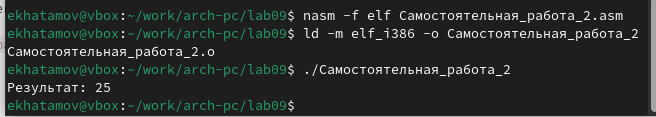 ekhatamov@vbox:~/work/arch-pc/lab09$ nasm -f elf Самостоятельная_работа_2.asm
ekhatamov@vbox:~/work/arch-pc/lab09$ ld -m elf_i386 -o Самостоятельная_работа_2
Самостоятельная_работа_2.o
ekhatamov@vbox:~/work/arch-pc/lab09$ ./Самостоятельная_работа_2
Результат: 25
ekhatamov@vbox:~/work/arch-pc/lab09$